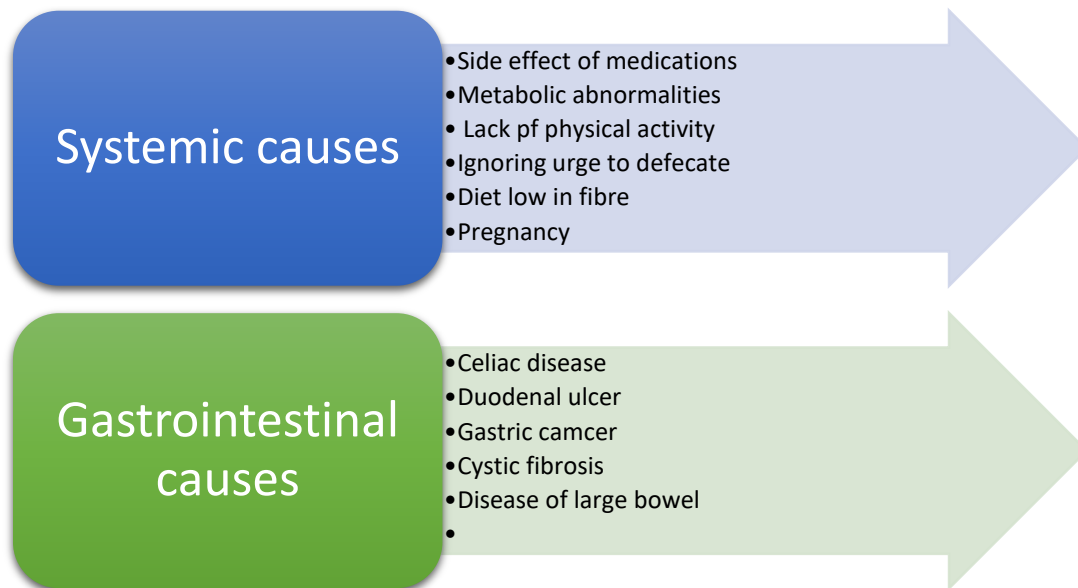 Systemic causes
•Side effect of medications
•Metabolic abnormalities
• Lack pf physical activity
•Ignoring urge to defecate
•Diet low in fibre
•Pregnancy
Gastrointestinal
causes
•Celiac disease
•Duodenal ulcer
•Gastric camcer
•Cystic fibrosis
•Disease of large bowel
•